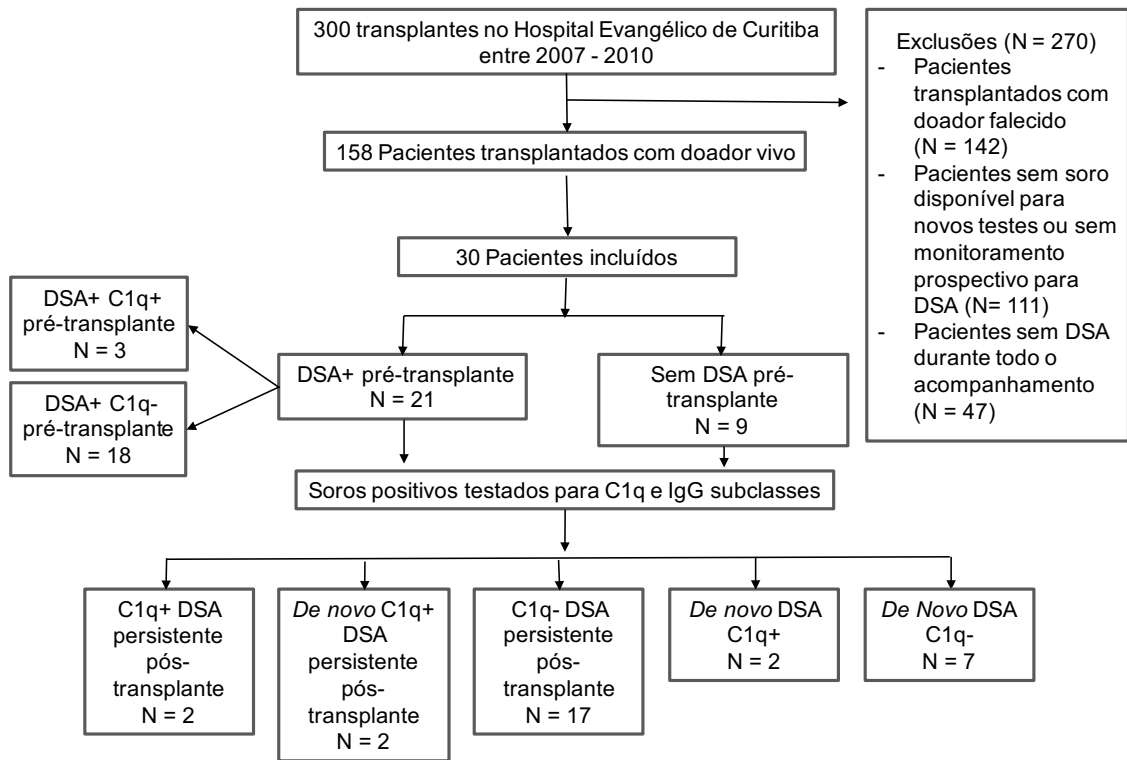 300 transplantes no Hospital Evangélico de Curitiba
entre 2007 - 2010
Exclusões (N = 270)
- Pacientes
transplantados com
doador falecido
(N = 142)
- Pacientes sem soro
disponível para
novos testes ou sem
monitoramento
prospectivo para
DSA (N= 111)
- Pacientes sem DSA
durante todo o
acompanhamento
(N = 47)
158 Pacientes transplantados com doador vivo
30 Pacientes incluídos
DSA+ C1q+
pré-transplante
N = 3
DSA+ C1q-
pré-transplante
N = 18
DSA+ pré-transplante
N = 21
Sem DSA pré-
transplante
N = 9
Soros positivos testados para C1q e IgG subclasses
C1q+ DSA
persistente
pós-
transplante
N = 2
De novo C1q+
DSA
persistente
pós-
transplante
N = 2
C1q- DSA
persistente
pós-
transplante
N = 17
De novo DSA
C1q+
N = 2
De Novo DSA
C1q-
N = 7